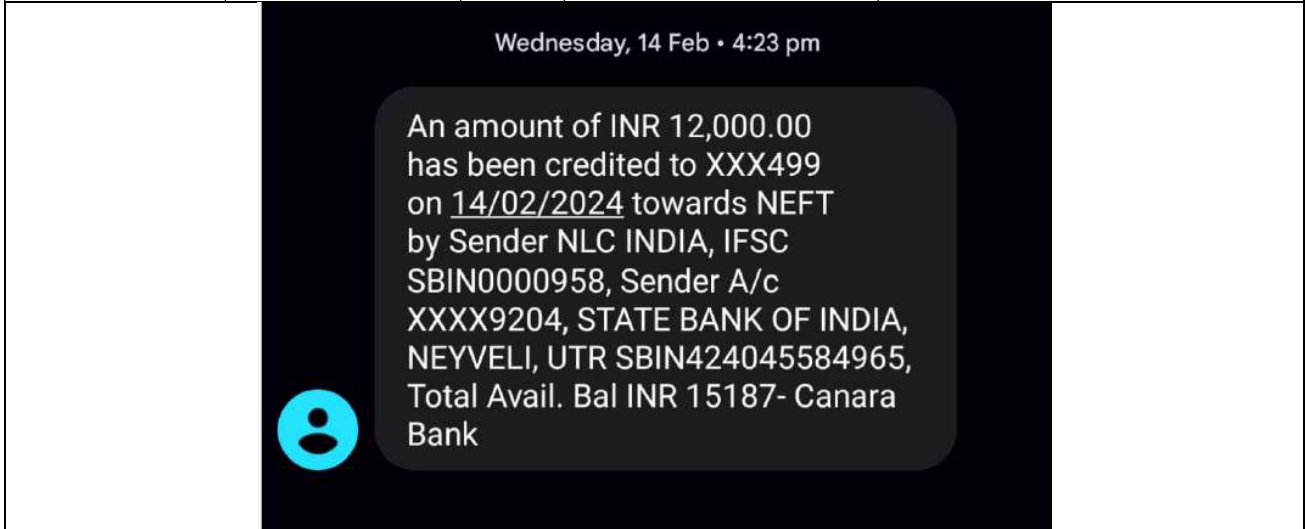 Wednesday, 14 Feb • 4:23 pm
An amount of INR 12,000.00
has been credited to XXX499
on 14/02/2024 towards NEFT
by Sender NLC INDIA, IFSC
SBIN0000958, Sender A/c
XXXX9204, STATE BANK OF INDIA,
NEYVELI, UTR SBIN424045584965,
Total Avail. Bal INR 15187- Canara
Bank